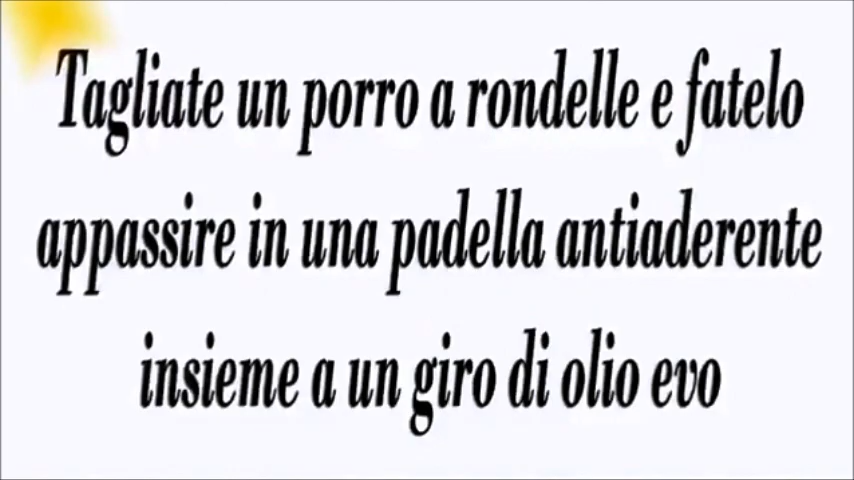 Tagliate un porro a rondelle e fatelo
appassire in una padella antiaderente
insieme a un giro di olio evo